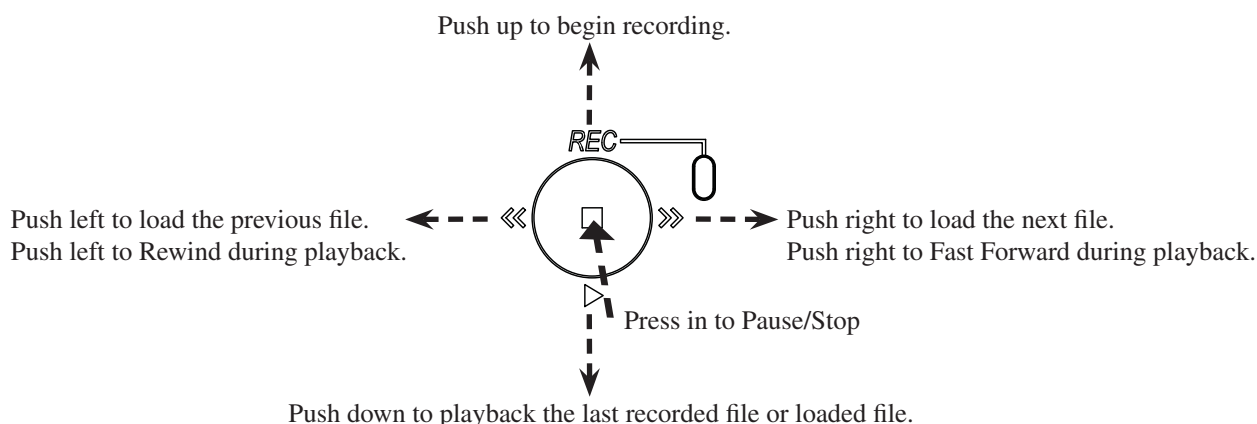 Push up to begin recording.
REC
Push left to load the previous file.
Push left to Rewind during playback.
Push right to load the next file.
Push right to Fast Forward during playback.
Press in to Pause/Stop
Push down to playback the last recorded file or loaded file.